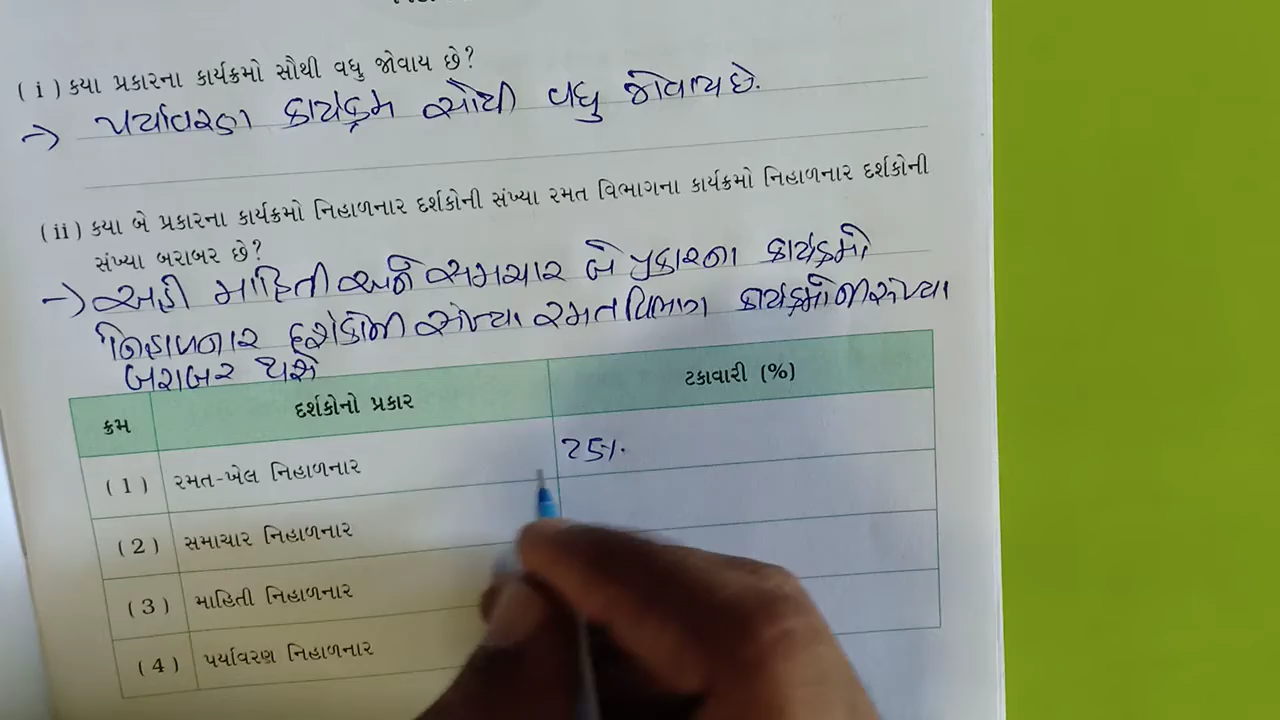 (i) કયા પ્રકારના કાર્યક્રમો સૌથી વધુ જોવાય છે?
→ પર્યાવરણ કાર્યક્રમ સૌથી વધુ જોવાય છે.
(ii) કયા બે પ્રકારના કાર્યક્રમો નિહાળનાર દર્શકોની સંખ્યા રમત વિભાગના કાર્યક્રમો નિહાળનાર દર્શકોની
સંખ્યા બરાબર છે?
→ અહી માહિતી અને સમચાર બે પ્રકારના કાર્યક્રમો
નિહાળનાર દર્શકોની સંખ્યા રમત વિભાગ કાર્યક્રમોની સંખ્યા
બરાબર થશે
ક્રમ દર્શકોનો પ્રકાર ટકાવારી (%)
(1) રમત-ખેલ નિહાળનાર 25%.
(2) સમાચાર નિહાળનાર
(3) માહિતી નિહાળનાર
(4) પર્યાવરણ નિહાળનાર